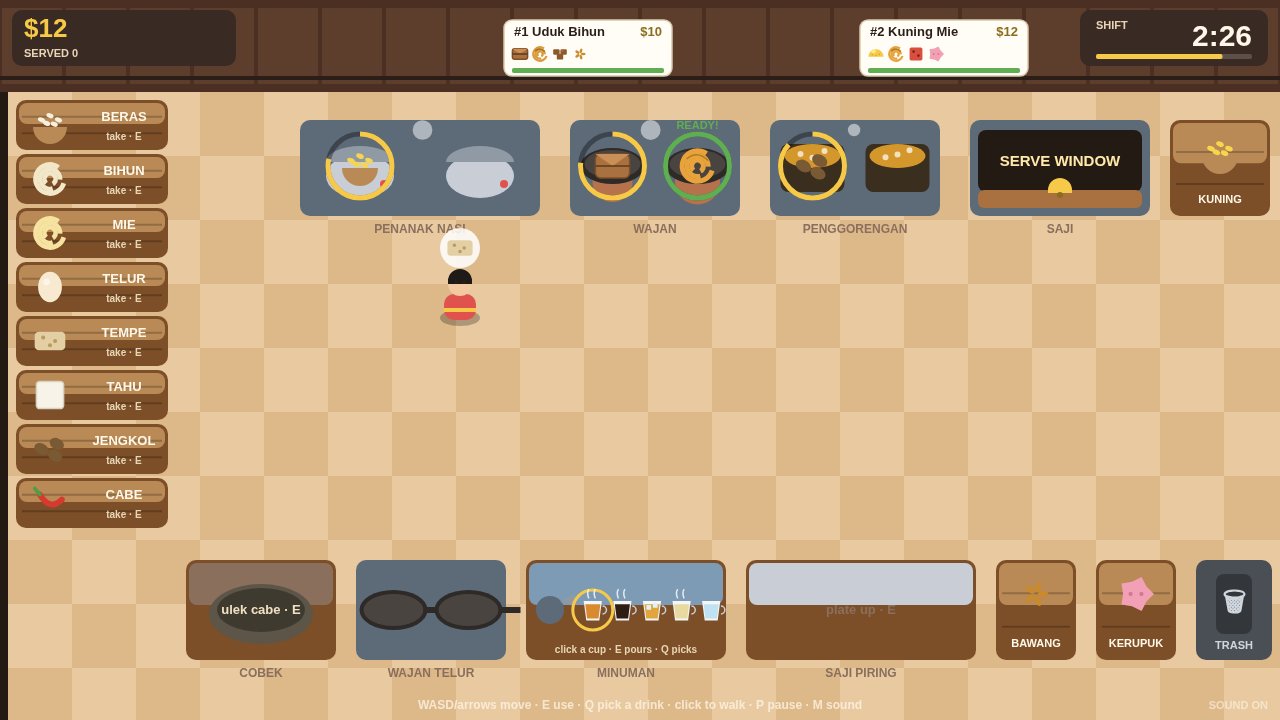 $12
SERVED 0
#1 Uduk Bihun $10
#2 Kuning Mie $12
SHIFT
2:26
BERAS
take · E
BIHUN
take · E
MIE
take · E
TELUR
take · E
TEMPE
take · E
TAHU
take · E
JENGKOL
take · E
CABE
take · E
READY!
SERVE WINDOW
KUNING
PENANAK NASI
WAJAN
PENGGORENGAN
SAJI
ulek cabe · E
click a cup · E pours · Q picks
plate up · E
BAWANG
KERUPUK
TRASH
COBEK
WAJAN TELUR
MINUMAN
SAJI PIRING
WASD/arrows move · E use · Q pick a drink · click to walk · P pause · M sound
SOUND ON